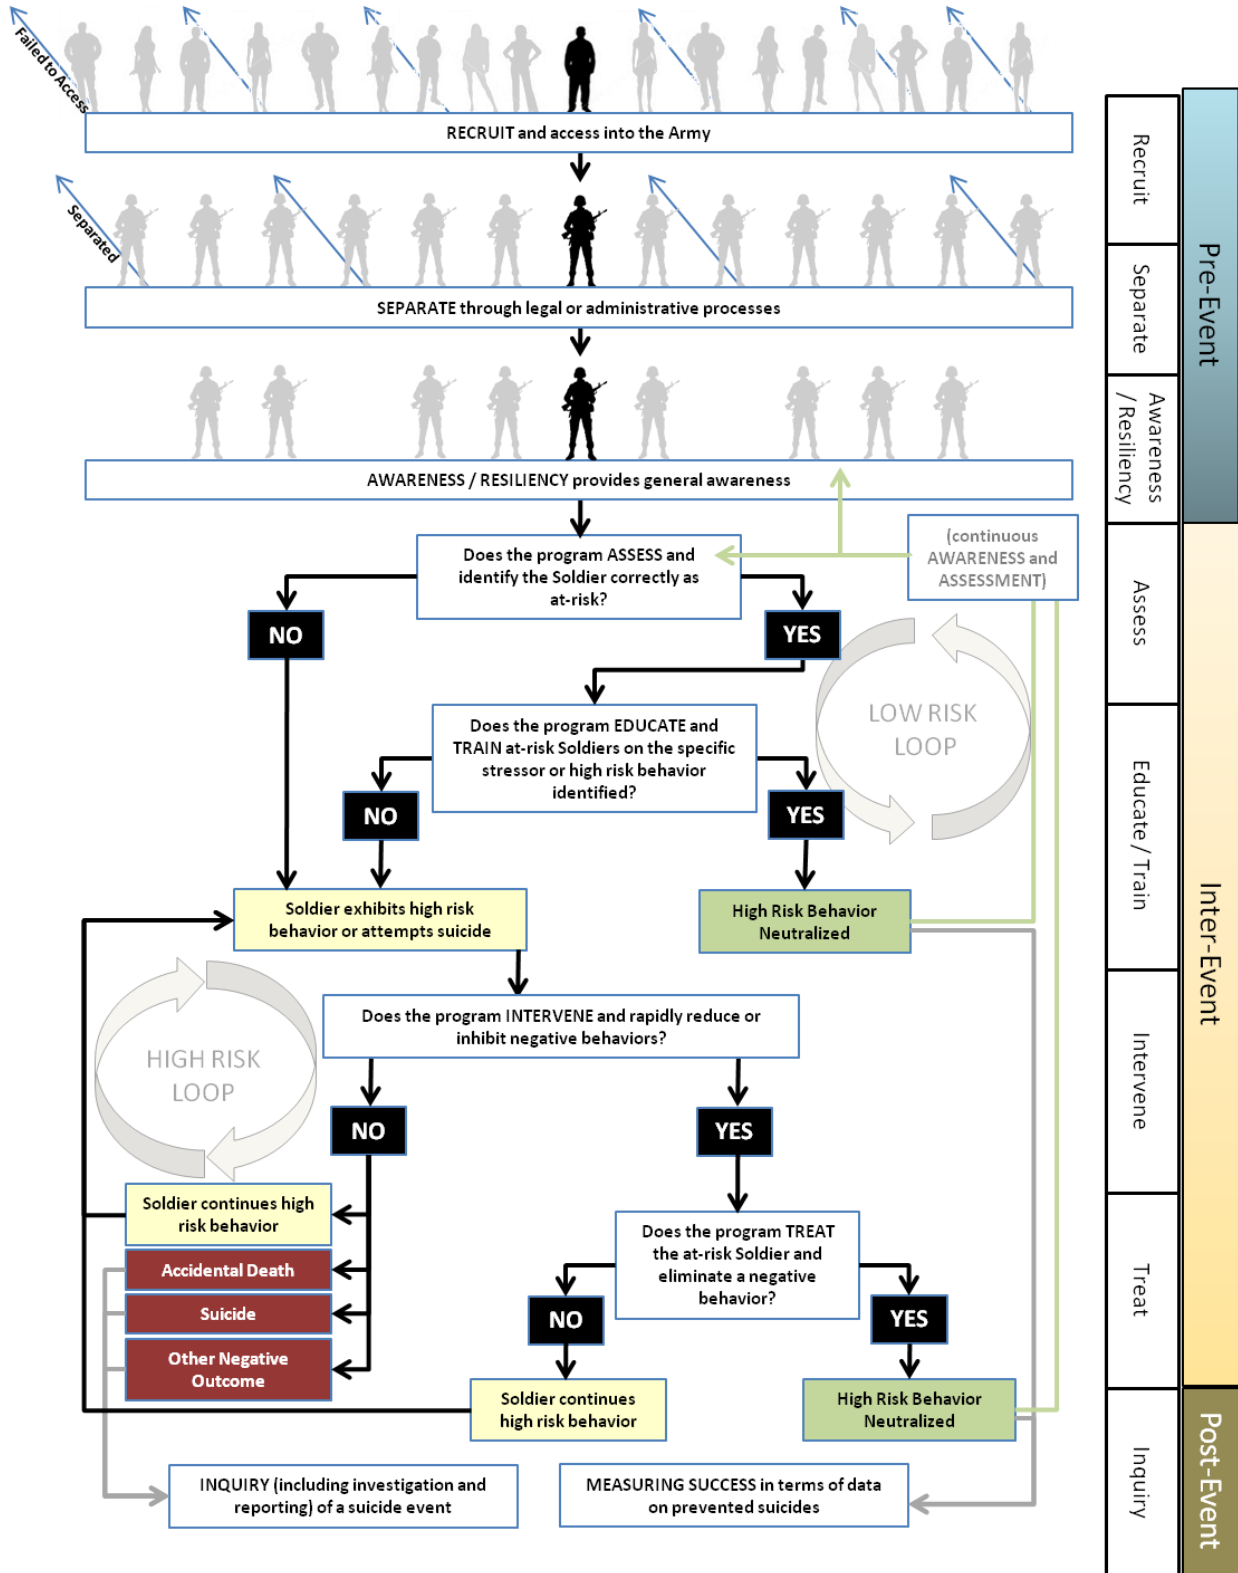 Failed to Access
RECRUIT and access into the Army
Separated
SEPARATE through legal or administrative processes
AWARENESS / RESILIENCY provides general awareness
(continuous
AWARENESS and
ASSESSMENT)
Does the program ASSESS and
identify the Soldier correctly as
at-risk?
NO
YES
LOW RISK
LOOP
Does the program EDUCATE and
TRAIN at-risk Soldiers on the specific
stressor or high risk behavior
identified?
NO
YES
Soldier exhibits high risk
behavior or attempts suicide
High Risk Behavior
Neutralized
Does the program INTERVENE and rapidly reduce or
inhibit negative behaviors?
HIGH RISK
LOOP
NO
YES
Soldier continues high
risk behavior
Accidental Death
Suicide
Other Negative
Outcome
Does the program TREAT
the at-risk Soldier and
eliminate a negative
behavior?
NO
YES
Soldier continues
high risk behavior
High Risk Behavior
Neutralized
INQUIRY (including investigation and
reporting) of a suicide event
MEASURING SUCCESS in terms of data
on prevented suicides
Recruit
Separate
Awareness
/ Resiliency
Assess
Educate / Train
Intervene
Treat
Inquiry
Pre-Event
Inter-Event
Post-Event